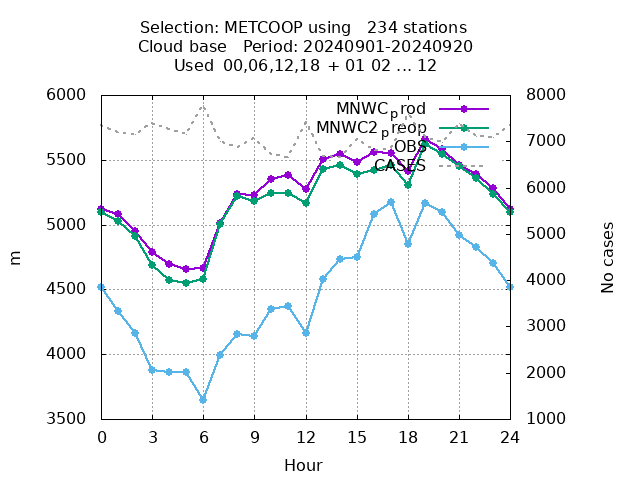 Selection: METCOOP using   234 stations
Cloud base   Period: 20240901-20240920
Used 00,06,12,18 + 01 02 ... 12
6000 8000
MNWCprod
MNWC2preop
OBS
CASES
5500
5000
4500
4000
3500
7000
6000
5000
4000
3000
2000
1000
m
No cases
0 3 6 9 12 15 18 21 24
Hour